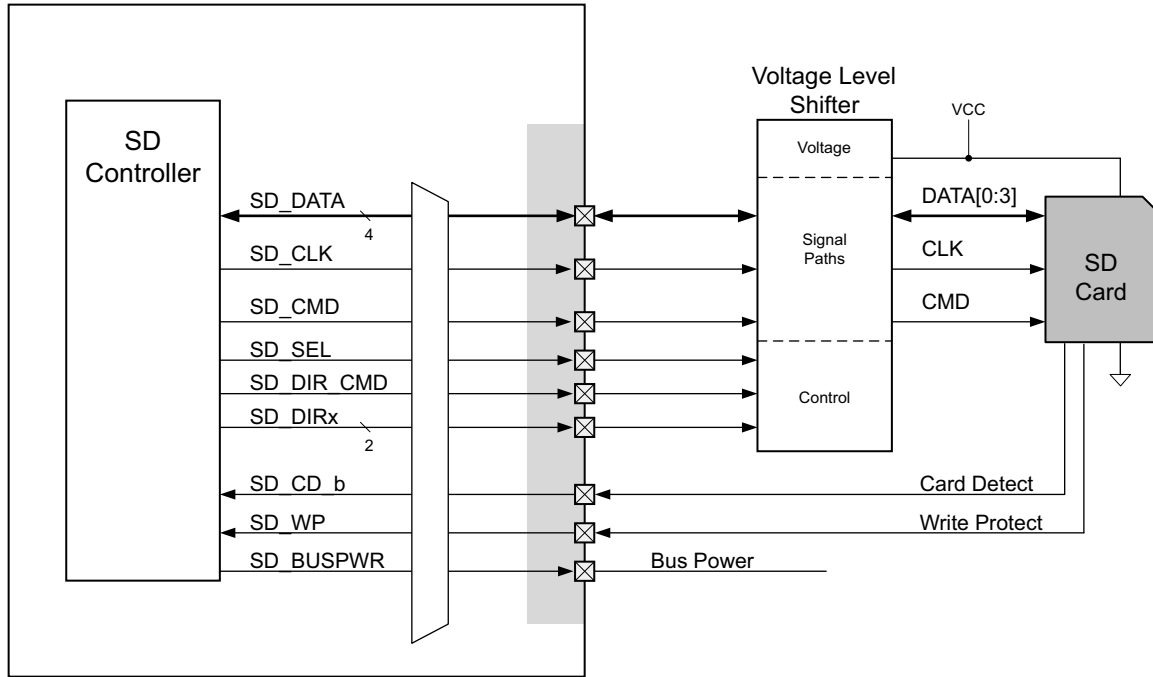 Voltage Level
Shifter
VCC
SD
Controller
Voltage
SD_DATA
4
DATA[0:3]
SD_CLK
Signal
Paths
CLK
SD
Card
SD_CMD
CMD
SD_SEL
SD_DIR_CMD
Control
SD_DIRx
2
SD_CD_b
Card Detect
SD_WP
Write Protect
SD_BUSPWR
Bus Power